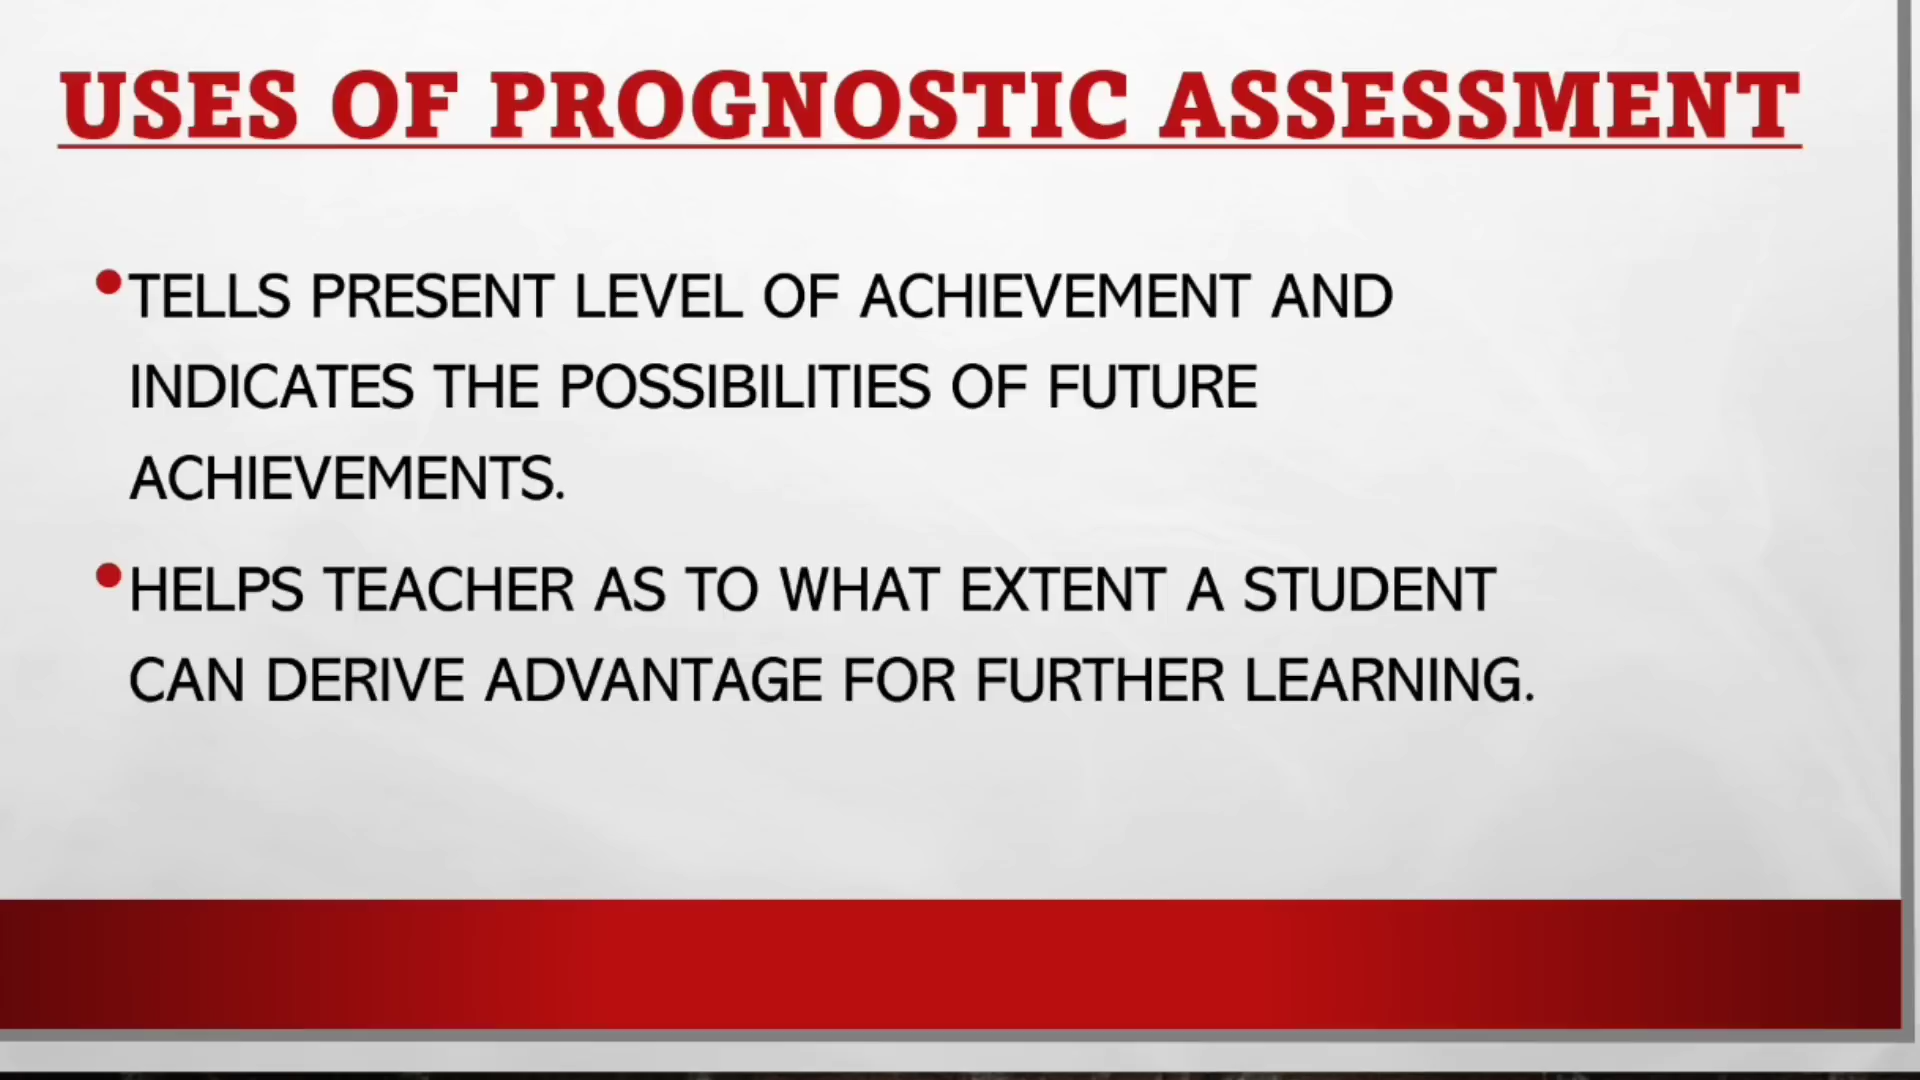 USES OF PROGNOSTIC ASSESSMENT
•TELLS PRESENT LEVEL OF ACHIEVEMENT AND
INDICATES THE POSSIBILITIES OF FUTURE
ACHIEVEMENTS.
•HELPS TEACHER AS TO WHAT EXTENT A STUDENT
CAN DERIVE ADVANTAGE FOR FURTHER LEARNING.